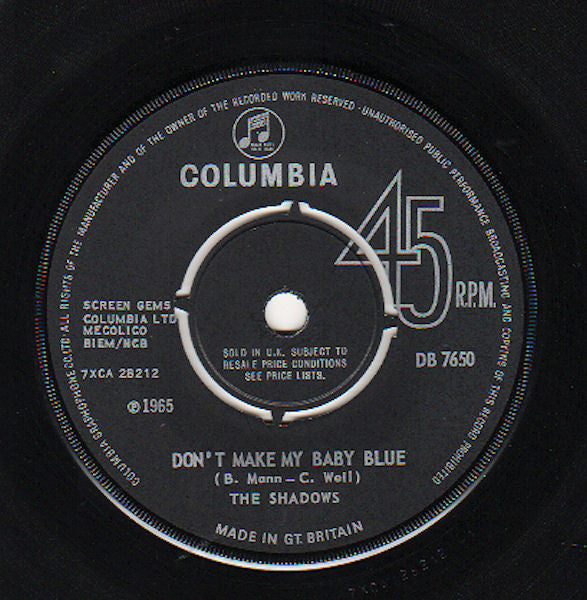 COLUMBIA GRAPHOPHONE CO. LTD. ALL RIGHTS OF THE MANUFACTURER AND OF THE OWNER OF THE RECORDED WORK RESERVED - UNAUTHORISED PUBLIC PERFORMANCE BROADCASTING AND COPYING OF THIS RECORD PROHIBITED
COLUMBIA
45
R.P.M.
SCREEN GEMS
COLUMBIA LTD
MECOLICO
BIEM/NCB
7XCA 28212
℗ 1965
SOLD IN U.K. SUBJECT TO
RESALE PRICE CONDITIONS
SEE PRICE LISTS.
DB 7650
DON'T MAKE MY BABY BLUE
(B. Mann - C. Weil)
THE SHADOWS
MADE IN GT. BRITAIN